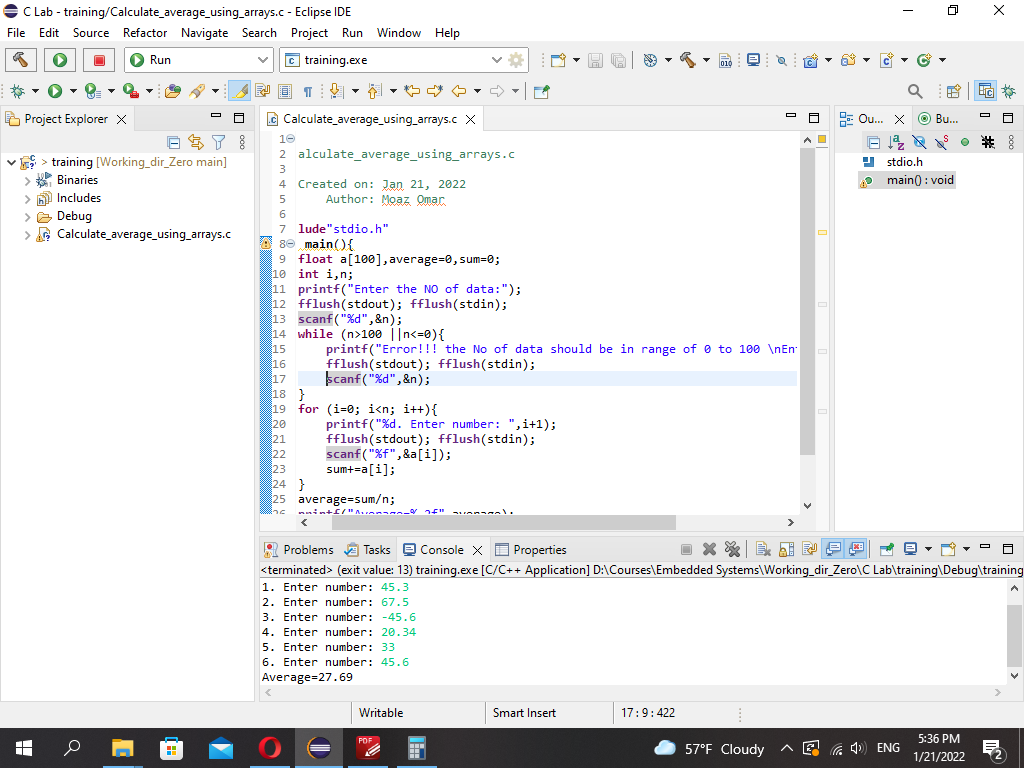 C Lab - training/Calculate_average_using_arrays.c - Eclipse IDE
File Edit Source Refactor Navigate Search Project Run Window Help
Run
training.exe
010
Project Explorer
Calculate_average_using_arrays.c
Ou...
Bu...
> training [Working_dir_Zero main]
Binaries
Includes
Debug
Calculate_average_using_arrays.c
1
2 alculate_average_using_arrays.c
3
4 Created on: Jan 21, 2022
5 Author: Moaz Omar
6
7 lude"stdio.h"
8 main(){
9 float a[100],average=0,sum=0;
10 int i,n;
11 printf("Enter the NO of data:");
12 fflush(stdout); fflush(stdin);
13 scanf("%d",&n);
14 while (n>100 ||n<=0){
15 printf("Error!!! the No of data should be in range of 0 to 100 \nEn
16 fflush(stdout); fflush(stdin);
17 scanf("%d",&n);
18 }
19 for (i=0; i<n; i++){
20 printf("%d. Enter number: ",i+1);
21 fflush(stdout); fflush(stdin);
22 scanf("%f",&a[i]);
23 sum+=a[i];
24 }
25 average=sum/n;
26 printf("Average=%.2f",average);
stdio.h
main() : void
Problems Tasks Console Properties
<terminated> (exit value: 13) training.exe [C/C++ Application] D:\Courses\Embedded Systems\Working_dir_Zero\C Lab\training\Debug\training
1. Enter number: 45.3
2. Enter number: 67.5
3. Enter number: -45.6
4. Enter number: 20.34
5. Enter number: 33
6. Enter number: 45.6
Average=27.69
Writable
Smart Insert
17 : 9 : 422
PDF
57°F Cloudy
ENG
5:36 PM
1/21/2022
2